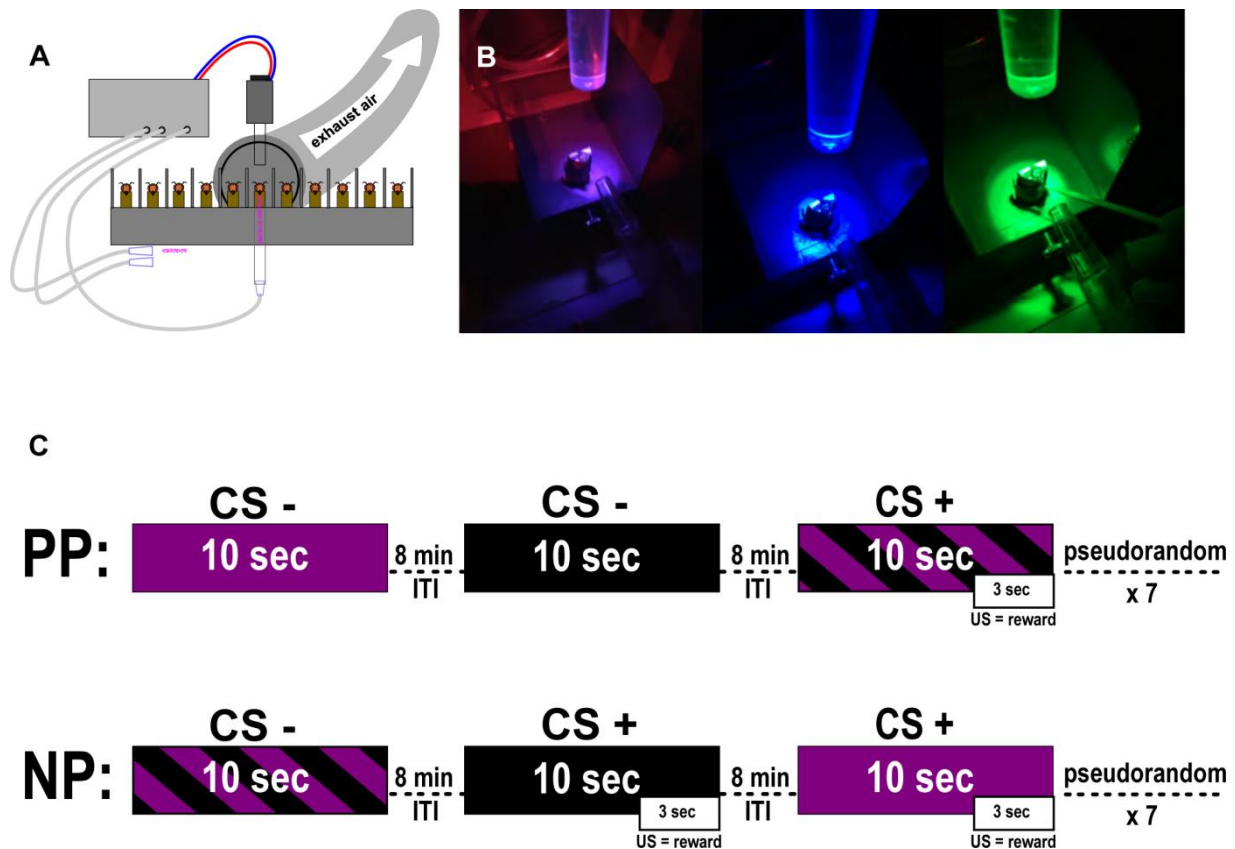 A
exhaust air
B
C
PP:
CS -
10 sec
8 min
ITI
CS -
10 sec
8 min
ITI
CS +
10 sec
3 sec
US = reward
pseudorandom
x 7
NP:
CS -
10 sec
8 min
ITI
CS +
10 sec
3 sec
US = reward
8 min
ITI
CS +
10 sec
3 sec
US = reward
pseudorandom
x 7